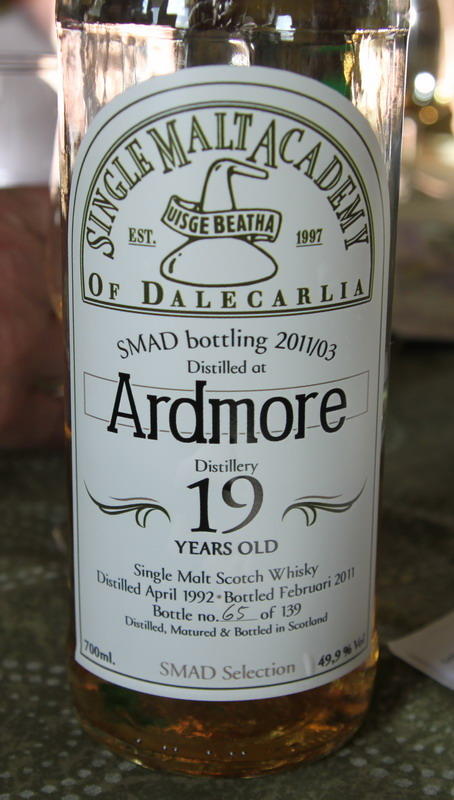 SINGLE MALT ACADEMY
UISGE BEATHA
EST. 1997
OF DALECARLIA
SMAD bottling 2011/03
Distilled at
Ardmore
Distillery
19
YEARS OLD
Single Malt Scotch Whisky
Distilled April 1992 • Bottled Februari 2011
Bottle no. 65 of 139
Distilled, Matured & Bottled in Scotland
700ml. 49,9 % Vol
SMAD Selection